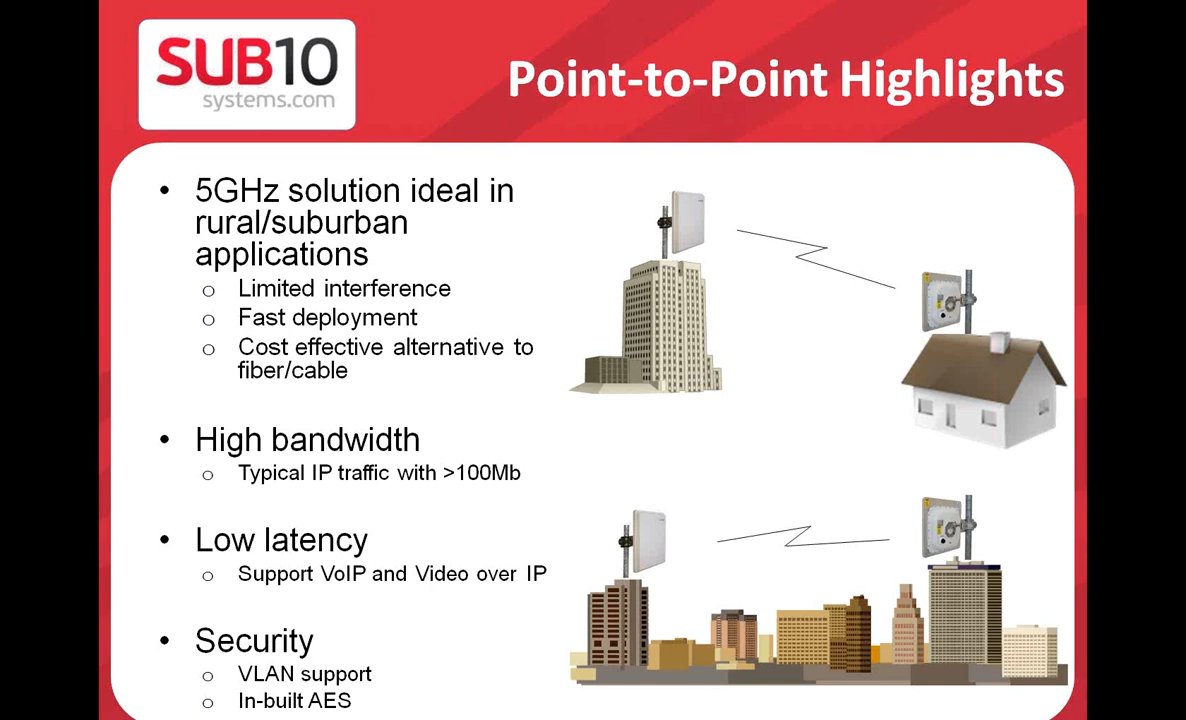 SUB10
systems.com
Point-to-Point Highlights
• 5GHz solution ideal in
rural/suburban
applications
o Limited interference
o Fast deployment
o Cost effective alternative to
fiber/cable
• High bandwidth
o Typical IP traffic with >100Mb
• Low latency
o Support VoIP and Video over IP
• Security
o VLAN support
o In-built AES